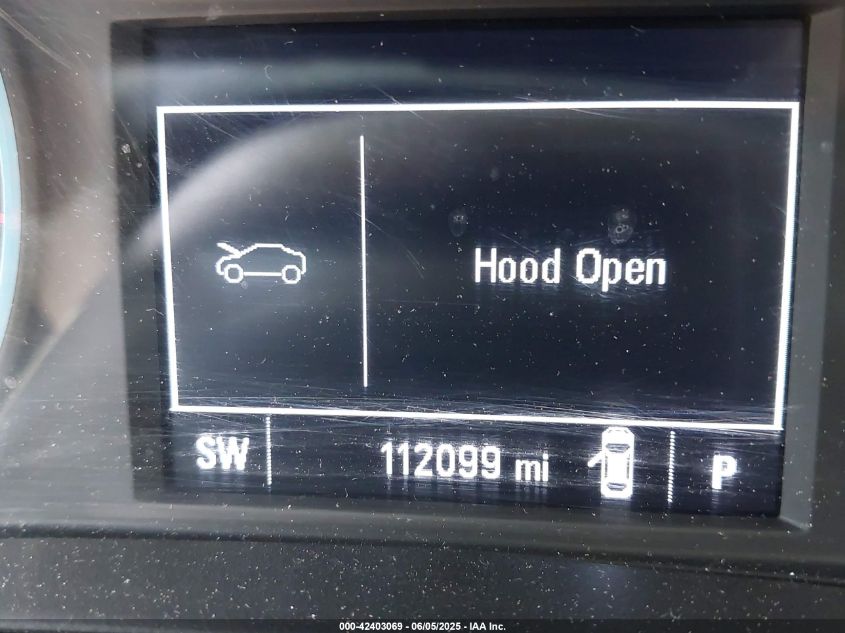 Hood Open
SW 112099 mi P
000-42403069 - 06/05/2025 - IAA Inc.